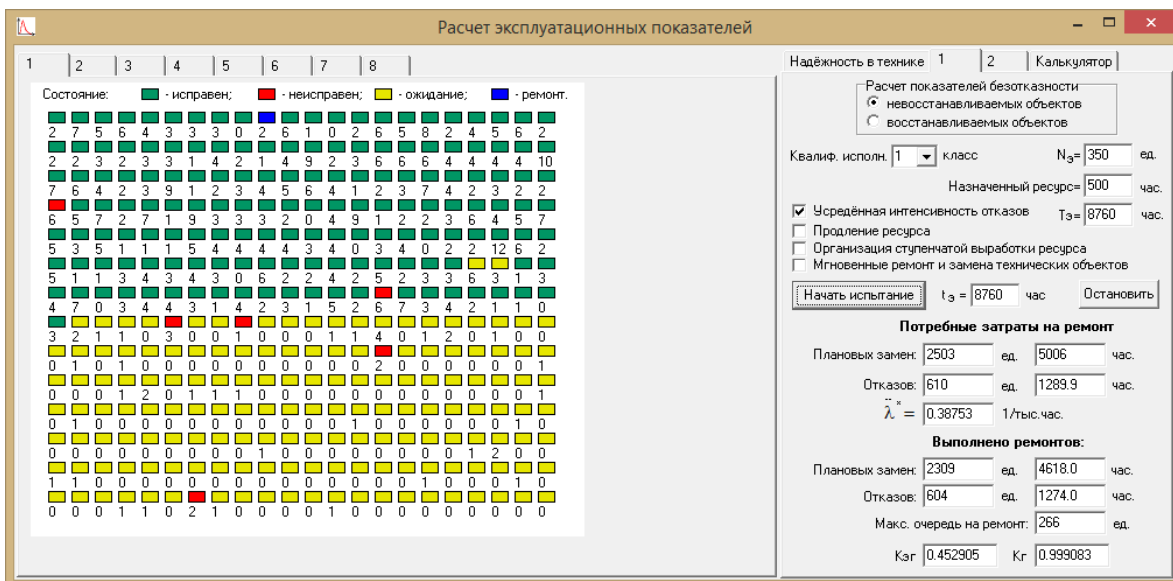 Расчет эксплуатационных показателей
1 2 3 4 5 6 7 8
Состояние: - исправен; - неисправен; - ожидание; - ремонт.
2 7 5 6 4 3 3 3 0 2 6 1 0 2 6 5 8 2 4 5 6 2
2 2 3 2 3 3 1 4 2 1 4 9 2 3 6 6 6 4 4 4 4 10
7 6 4 2 3 9 1 2 3 4 5 6 4 1 2 3 7 4 2 3 2 2
6 5 7 2 7 1 9 3 3 3 2 0 4 9 1 2 2 3 6 4 5 7
5 3 5 1 1 1 5 4 4 4 4 3 4 0 3 4 0 2 2 12 6 2
5 1 1 3 4 3 4 3 0 6 2 2 4 2 5 2 3 3 6 3 1 3
4 7 0 3 4 4 3 1 4 2 3 1 5 2 6 7 3 4 2 1 1 0
3 2 1 1 0 3 0 0 1 0 0 0 1 1 4 0 1 2 0 1 0 0
0 1 0 1 0 0 0 0 0 0 0 0 0 0 2 0 0 0 0 0 0 1
0 0 0 1 2 0 1 1 1 0 0 0 0 0 0 0 0 0 0 0 0 1
0 1 0 0 0 0 0 0 0 0 0 0 0 1 0 0 0 0 0 0 1 0
0 0 0 0 0 0 0 0 0 1 0 0 0 0 0 0 0 0 1 2 0 0
1 1 0 0 0 0 0 0 0 0 0 0 0 0 0 0 1 0 0 0 1 0
0 0 0 1 1 0 2 1 0 0 0 0 1 0 0 0 0 0 0 0 0 0
Надёжность в технике 1 2 Калькулятор
Расчет показателей безотказности
невосстанавливаемых объектов
восстанавливаемых объектов
Квалиф. исполн. 1 класс Nэ= 350 ед.
Назначенный ресурс= 500 час.
Усредённая интенсивность отказов Tэ= 8760 час.
Продление ресурса
Организация ступенчатой выработки ресурса
Мгновенные ремонт и замена технических объектов
Начать испытание tэ = 8760 час Остановить
Потребные затраты на ремонт
Плановых замен: 2503 ед. 5006 час.
Отказов: 610 ед. 1289.9 час.
λ* = 0.38753 1/тыс.час.
Выполнено ремонтов:
Плановых замен: 2309 ед. 4618.0 час.
Отказов: 604 ед. 1274.0 час.
Макс. очередь на ремонт: 266 ед.
Kэг 0.452905 Kг 0.999083